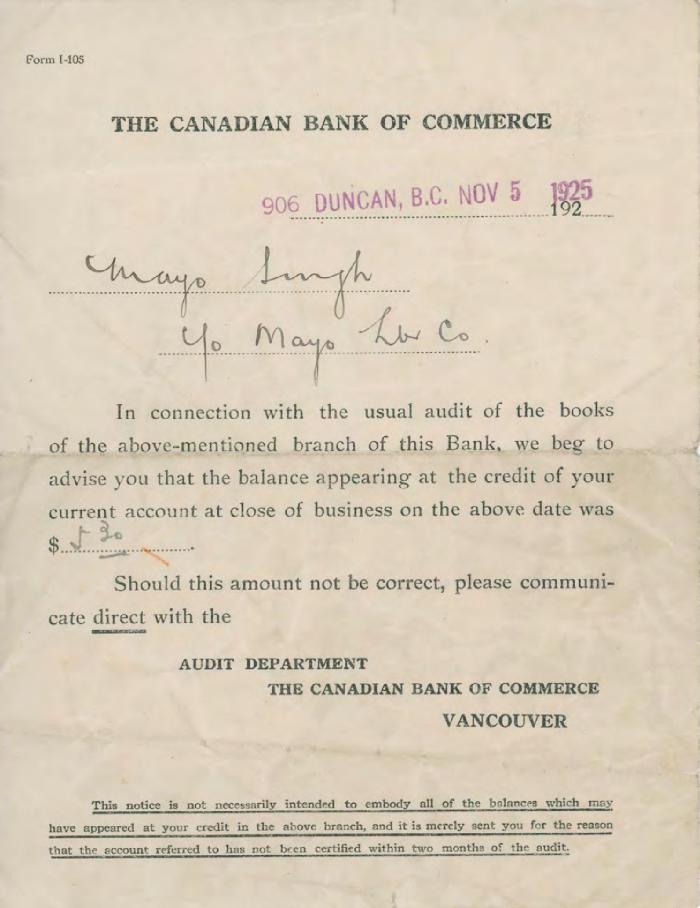 Form I-105
THE CANADIAN BANK OF COMMERCE
906 DUNCAN, B.C. NOV 5 1925
192
Mayo Singh
c/o Mayo Lbr Co.
In connection with the usual audit of the books
of the above-mentioned branch of this Bank, we beg to
advise you that the balance appearing at the credit of your
current account at close of business on the above date was
$ 5 30
Should this amount not be correct, please communi-
cate direct with the
AUDIT DEPARTMENT
THE CANADIAN BANK OF COMMERCE
VANCOUVER
This notice is not necessarily intended to embody all of the balances which may
have appeared at your credit in the above branch, and it is merely sent you for the reason
that the account referred to has not been certified within two months of the audit.